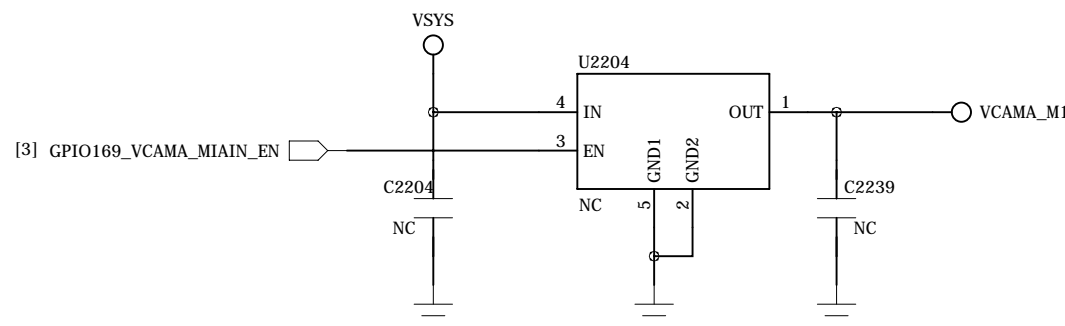 VSYS
U2204
4
IN
OUT
1
VCAMA_M1
[3] GPIO169_VCAMA_MIAIN_EN
3
EN
GND1
GND2
C2204
NC
NC
5
2
C2239
NC